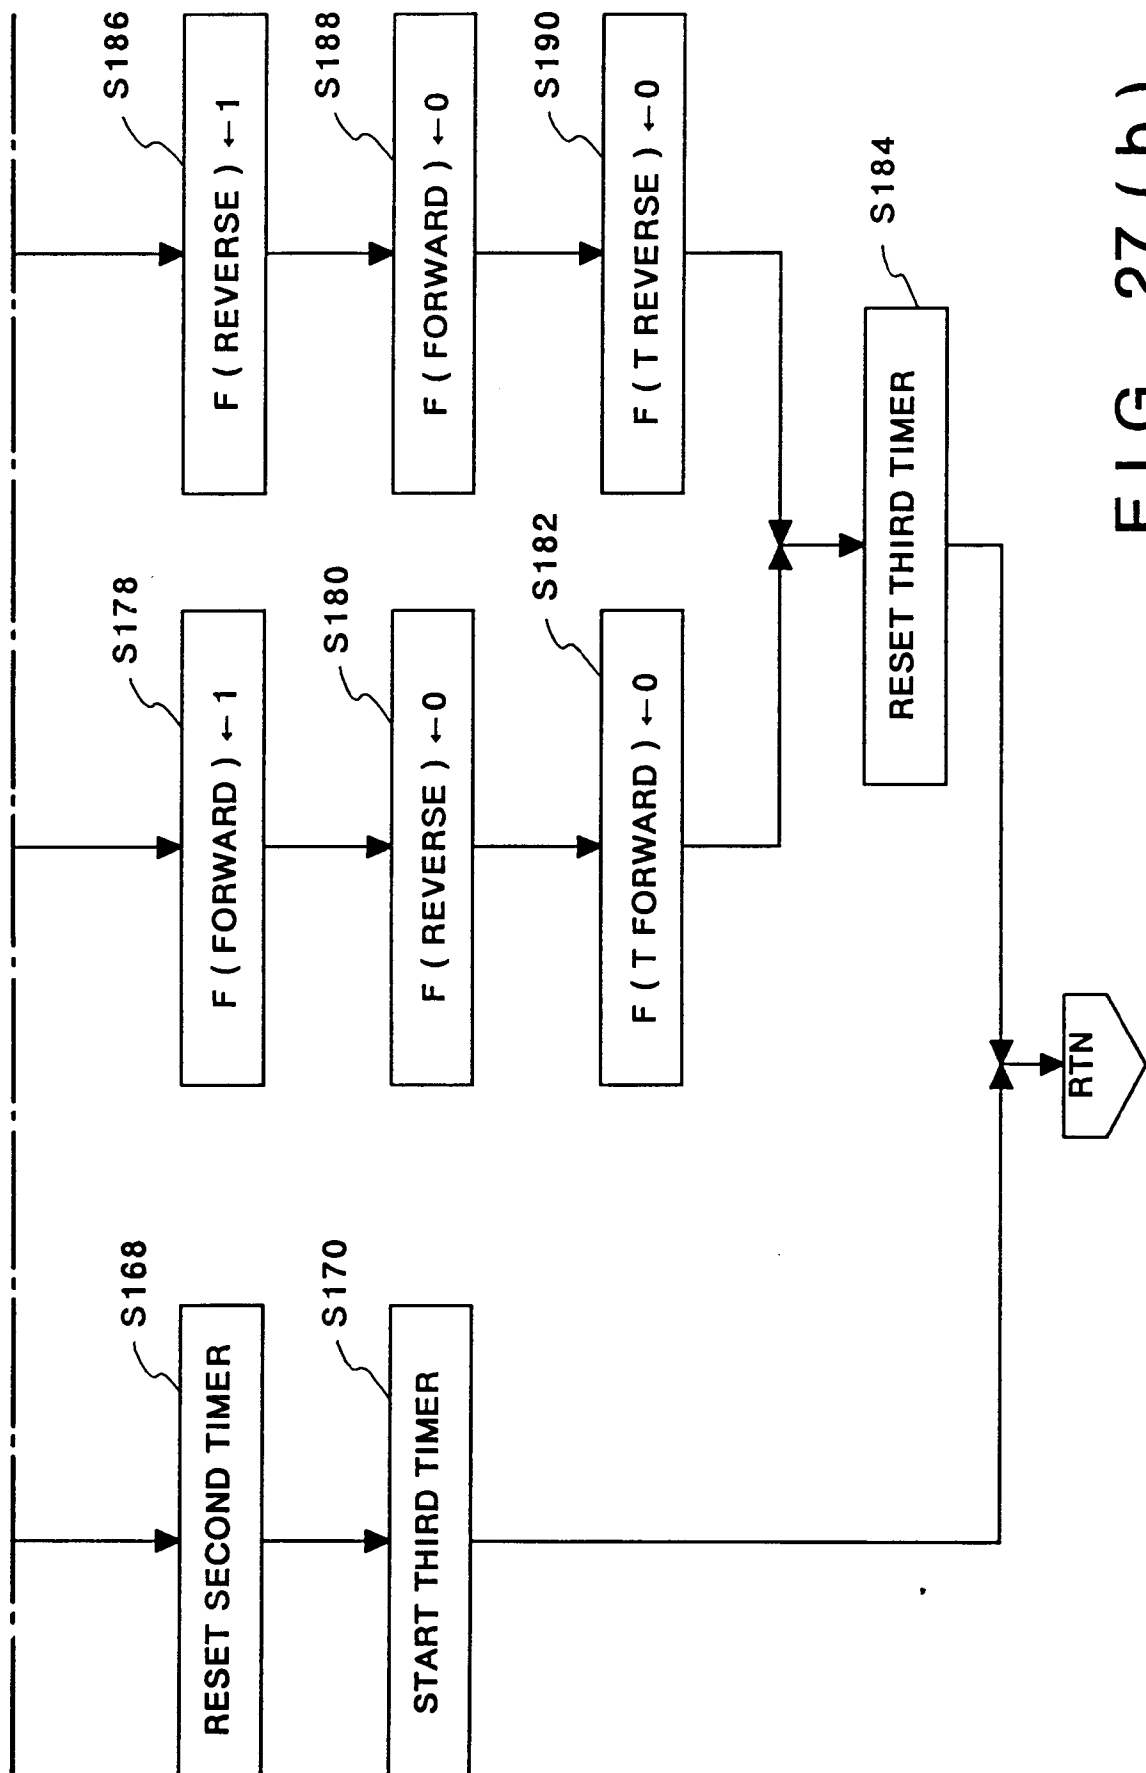 S168
RESET SECOND TIMER
S170
START THIRD TIMER
S178
F ( FORWARD ) ←1
S180
F ( REVERSE ) ←0
S182
F ( T FORWARD ) ←0
S186
F ( REVERSE ) ←1
S188
F ( FORWARD ) ←0
S190
F ( T REVERSE ) ←0
S184
RESET THIRD TIMER
RTN
FIG. 27(b)